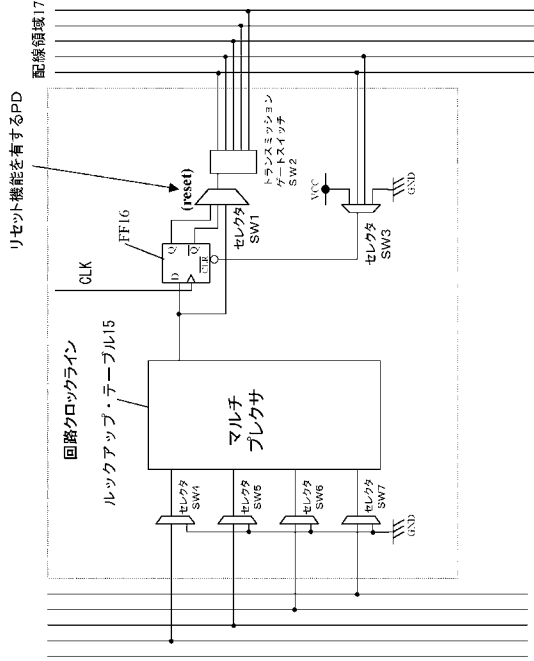 リセット機能を有するPD
配線領域17
(reset)
FF16
CLK
D
Q
Q
CLR
セレクタ
SW1
トランスミッション
ゲートスイッチ
SW2
VCC
GND
セレクタ
SW3
回路クロックライン
ルックアップ・テーブル15
マルチ
プレクサ
セレクタ
SW4
セレクタ
SW5
セレクタ
SW6
セレクタ
SW7
GND